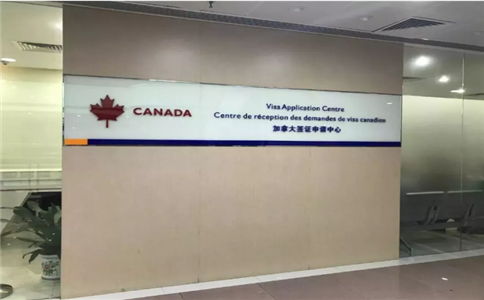 CANADA
Visa Application Centre
Centre de réception des demandes de visa canadien
加拿大签证申请中心